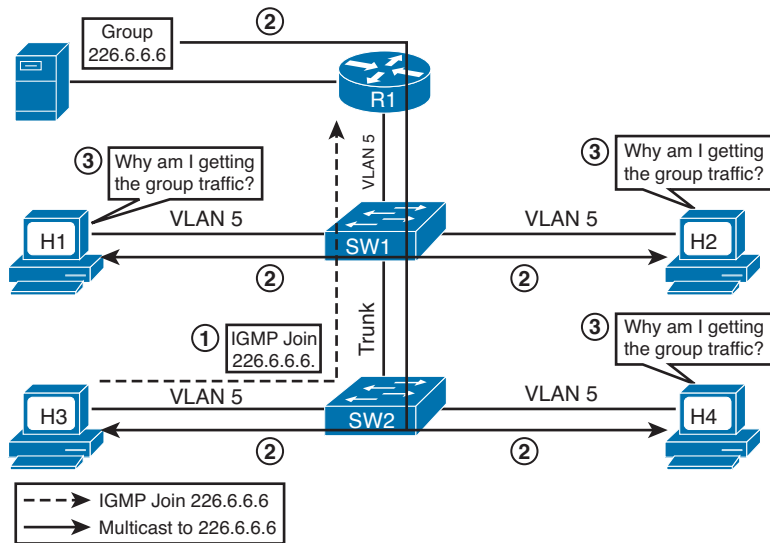 Group
226.6.6.6
2
R1
3
Why am I getting
the group traffic?
VLAN 5
3
Why am I getting
the group traffic?
H1
VLAN 5
SW1
VLAN 5
H2
2
2
1
IGMP Join
226.6.6.6.
Trunk
3
Why am I getting
the group traffic?
H3
VLAN 5
SW2
VLAN 5
H4
2
2
IGMP Join 226.6.6.6
Multicast to 226.6.6.6